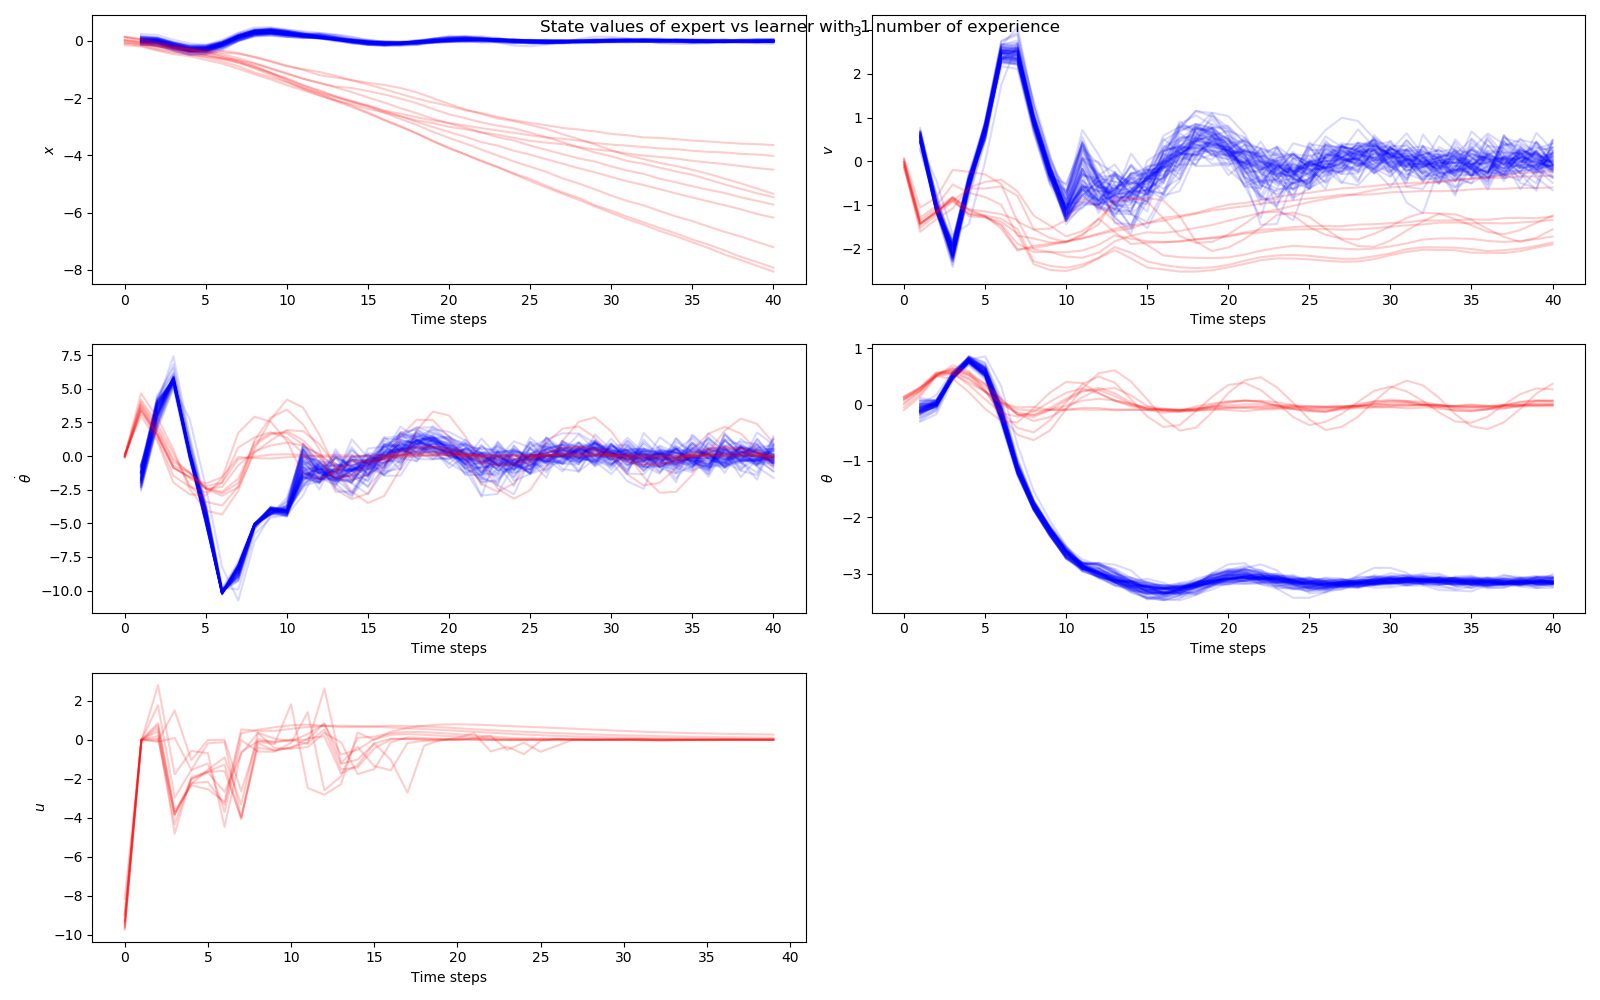 State values of expert vs learner with 1 number of experience
0
−2
−4
−6
−8
x
0 5 10 15 20 25 30 35 40
Time steps
3
2
1
0
−1
−2
v
0 5 10 15 20 25 30 35 40
Time steps
7.5
5.0
2.5
0.0
−2.5
−5.0
−7.5
−10.0
θ̇
0 5 10 15 20 25 30 35 40
Time steps
1
0
−1
−2
−3
θ
0 5 10 15 20 25 30 35 40
Time steps
2
0
−2
−4
−6
−8
−10
u
0 5 10 15 20 25 30 35 40
Time steps